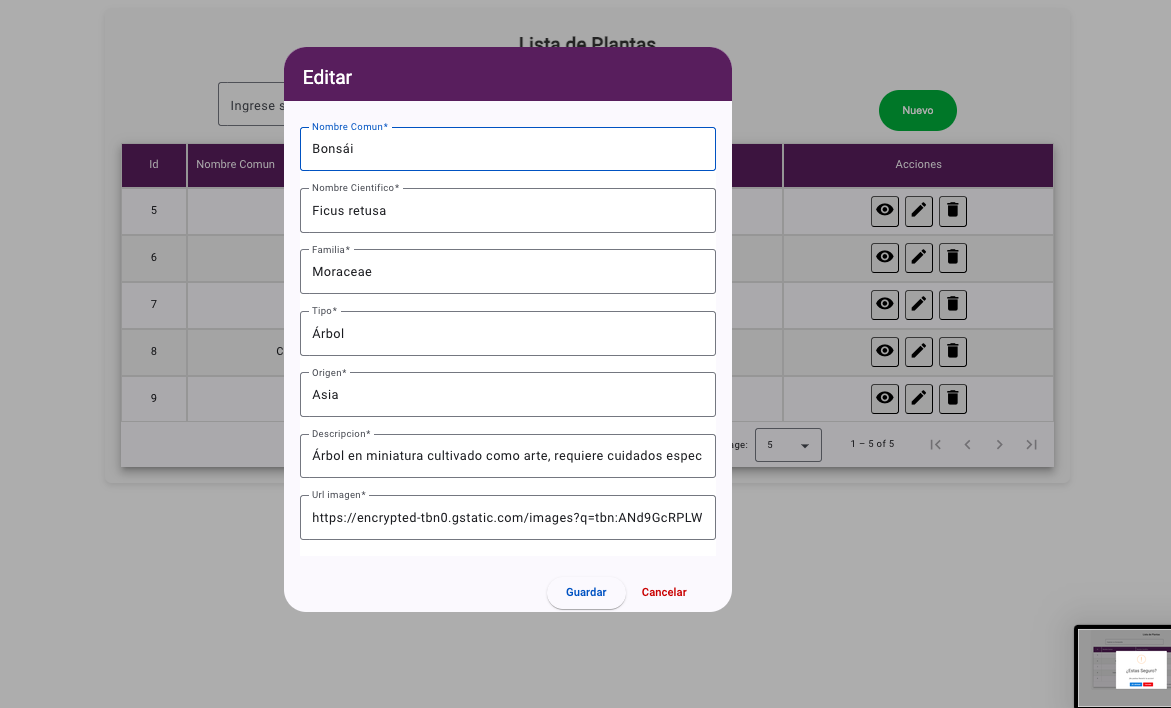 Lista de Plantas
Editar
Ingrese s
Nuevo
Nombre Comun*
Bonsái
Id
Nombre Comun
Acciones
Nombre Cientifico*
Ficus retusa
5
Familia*
Moraceae
6
Tipo*
Árbol
7
8
C
Origen*
Asia
9
Descripcion*
Árbol en miniatura cultivado como arte, requiere cuidados espec
age:
5
1 – 5 of 5
Url imagen*
https://encrypted-tbn0.gstatic.com/images?q=tbn:ANd9GcRPLW
Guardar
Cancelar
¿Estas Seguro?